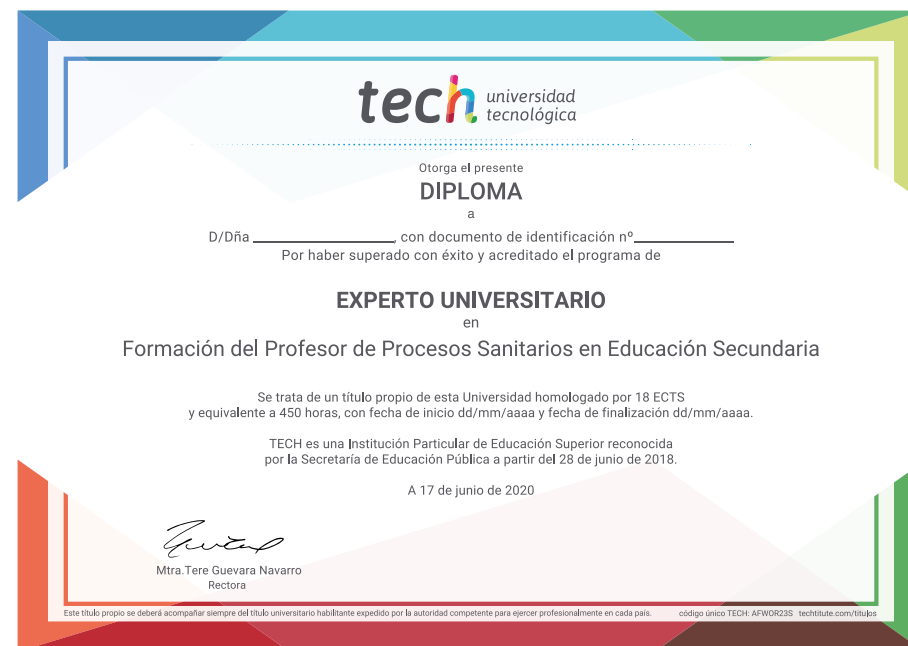 tech universidad
tecnológica
Otorga el presente
DIPLOMA
a
D/Dña ____________, con documento de identificación nº____________
Por haber superado con éxito y acreditado el programa de
EXPERTO UNIVERSITARIO
en
Formación del Profesor de Procesos Sanitarios en Educación Secundaria
Se trata de un título propio de esta Universidad homologado por 18 ECTS
y equivalente a 450 horas, con fecha de inicio dd/mm/aaaa y fecha de finalización dd/mm/aaaa.
TECH es una Institución Particular de Educación Superior reconocida
por la Secretaría de Educación Pública a partir del 28 de junio de 2018.
A 17 de junio de 2020
Mtra.Tere Guevara Navarro
Rectora
Este título propio se deberá acompañar siempre del título universitario habilitante expedido por la autoridad competente para ejercer profesionalmente en cada país. código único TECH: AFWOR23S techtitute.com/titulos